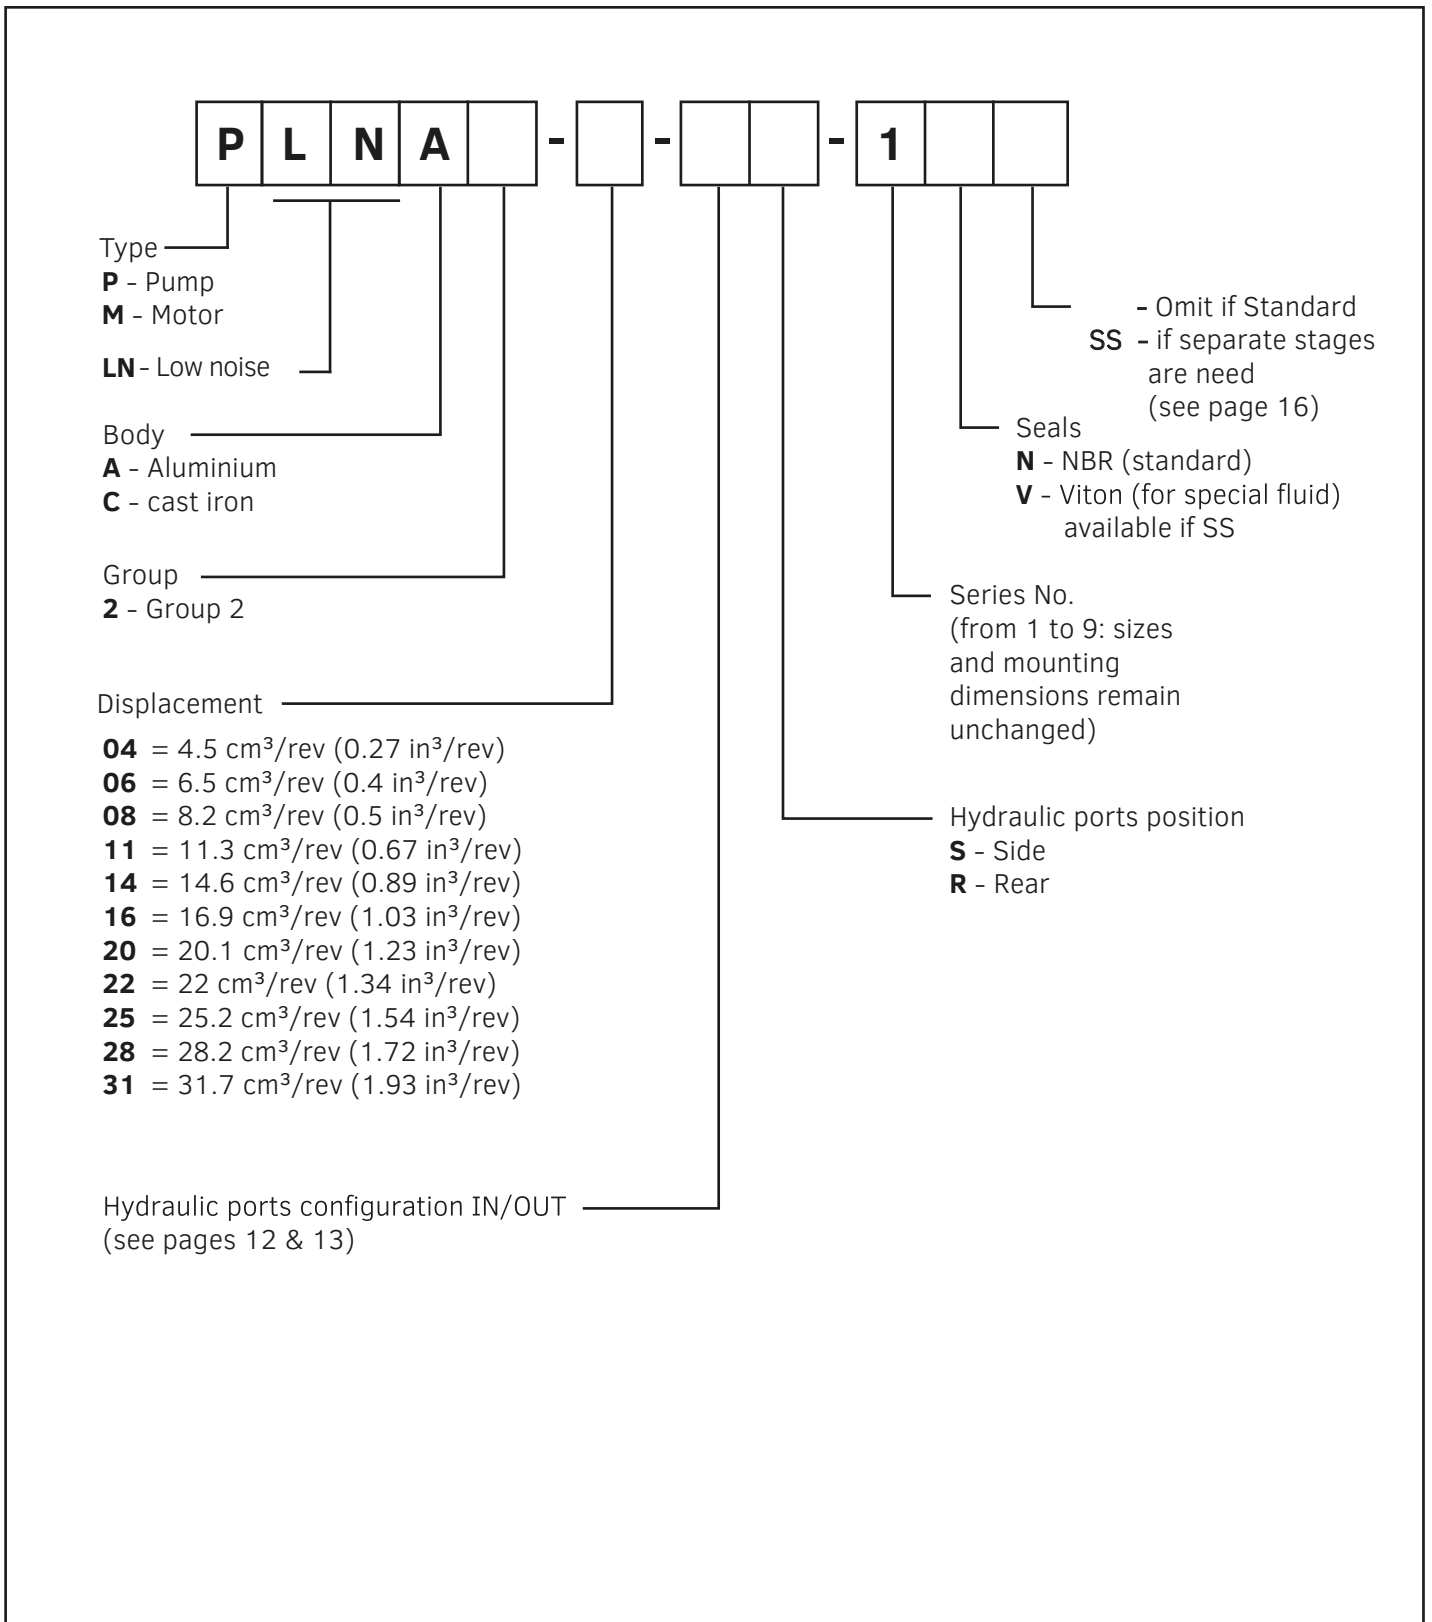 P L N A - - - 1
Type
P - Pump
M - Motor
LN - Low noise
Body
A - Aluminium
C - cast iron
Group
2 - Group 2
Displacement
04 = 4.5 cm³/rev (0.27 in³/rev)
06 = 6.5 cm³/rev (0.4 in³/rev)
08 = 8.2 cm³/rev (0.5 in³/rev)
11 = 11.3 cm³/rev (0.67 in³/rev)
14 = 14.6 cm³/rev (0.89 in³/rev)
16 = 16.9 cm³/rev (1.03 in³/rev)
20 = 20.1 cm³/rev (1.23 in³/rev)
22 = 22 cm³/rev (1.34 in³/rev)
25 = 25.2 cm³/rev (1.54 in³/rev)
28 = 28.2 cm³/rev (1.72 in³/rev)
31 = 31.7 cm³/rev (1.93 in³/rev)
Hydraulic ports configuration IN/OUT
(see pages 12 & 13)
- Omit if Standard
SS - if separate stages
are need
(see page 16)
Seals
N - NBR (standard)
V - Viton (for special fluid)
available if SS
Series No.
(from 1 to 9: sizes
and mounting
dimensions remain
unchanged)
Hydraulic ports position
S - Side
R - Rear